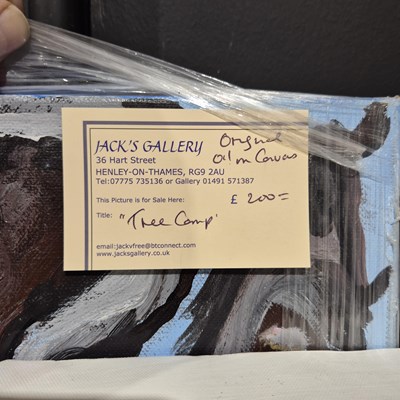 JACK'S GALLERY
Original
oil on Canvas
36 Hart Street
HENLEY-ON-THAMES, RG9 2AU
Tel:07775 735136 or Gallery 01491 571387
This Picture is for Sale Here:
£ 200=
Title: "Tree Camp'
email:jackvfree@btconnect.com
www.jacksgallery.co.uk